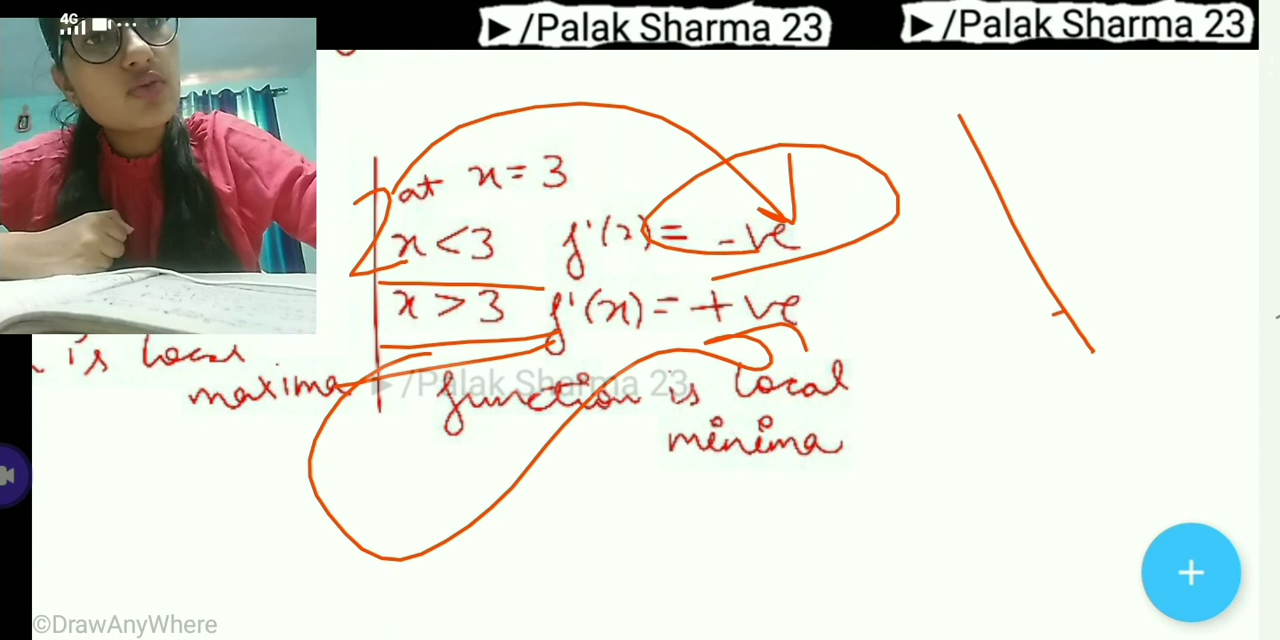 4G
▶/Palak Sharma 23 ▶/Palak Sharma 23
at x = 3
x < 3 f'(x) = -ve
x > 3 f'(x) = +ve
is local
maxima
▶/Palak Sharma 23
function is local
minima
+
©DrawAnyWhere